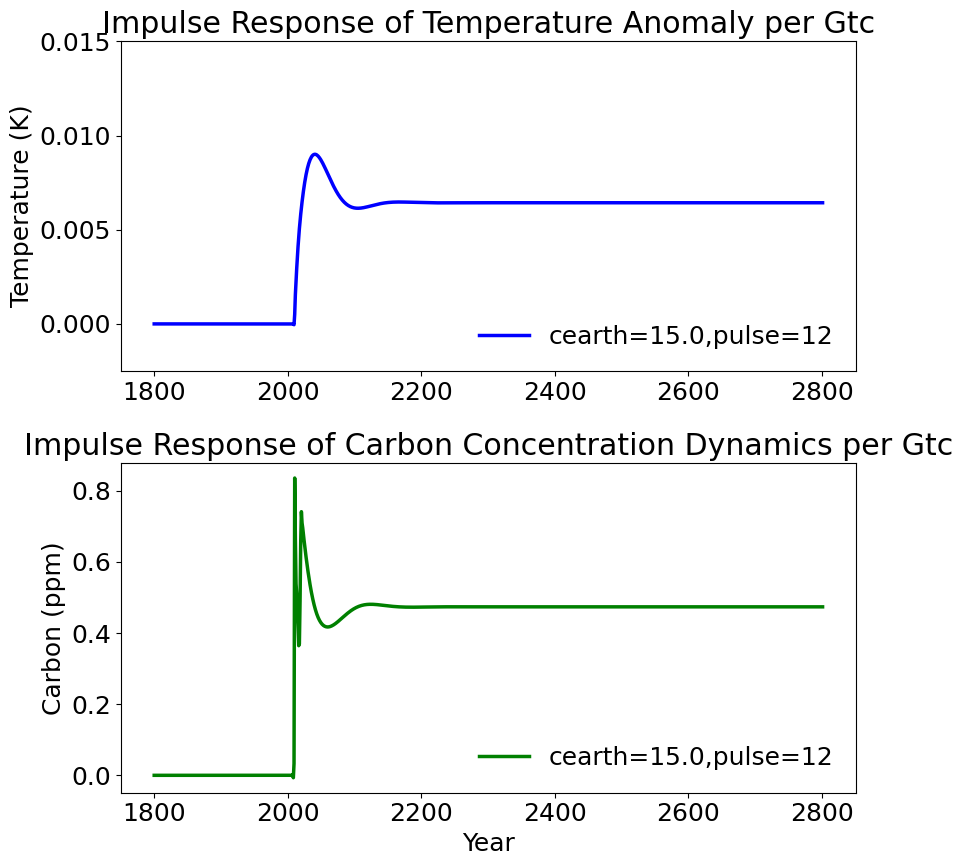 Impulse Response of Temperature Anomaly per Gtc
0.015
0.010
0.005
0.000
Temperature (K)
cearth=15.0,pulse=12
1800 2000 2200 2400 2600 2800
Impulse Response of Carbon Concentration Dynamics per Gtc
0.8
0.6
0.4
0.2
0.0
Carbon (ppm)
cearth=15.0,pulse=12
1800 2000 2200 2400 2600 2800
Year